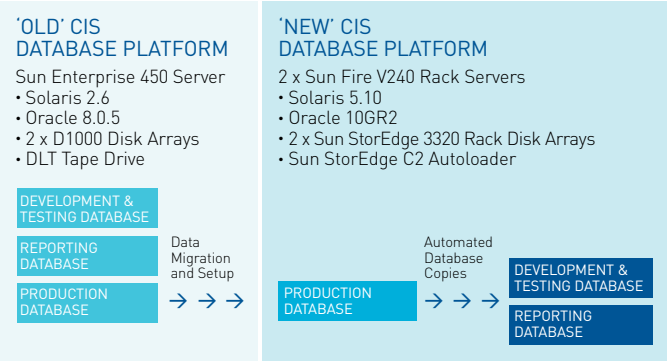 ‘OLD’ CIS
DATABASE PLATFORM
Sun Enterprise 450 Server
• Solaris 2.6
• Oracle 8.0.5
• 2 x D1000 Disk Arrays
• DLT Tape Drive
DEVELOPMENT &
TESTING DATABASE
REPORTING
DATABASE
PRODUCTION
DATABASE
Data
Migration
and Setup
‘NEW’ CIS
DATABASE PLATFORM
2 x Sun Fire V240 Rack Servers
• Solaris 5.10
• Oracle 10GR2
• 2 x Sun StorEdge 3320 Rack Disk Arrays
• Sun StorEdge C2 Autoloader
PRODUCTION
DATABASE
Automated
Database
Copies
DEVELOPMENT &
TESTING DATABASE
REPORTING
DATABASE